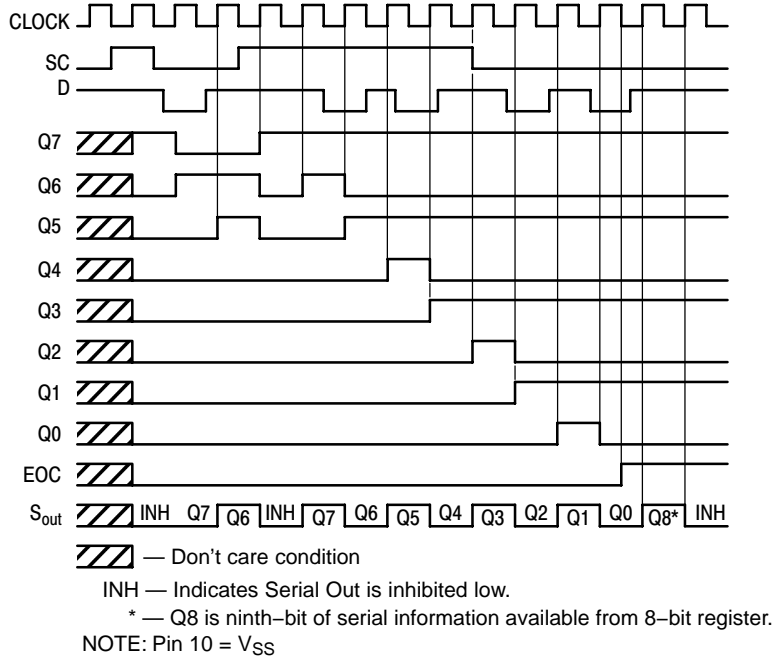 CLOCK
SC
D
Q7
Q6
Q5
Q4
Q3
Q2
Q1
Q0
EOC
Sout INH Q7 Q6 INH Q7 Q6 Q5 Q4 Q3 Q2 Q1 Q0 Q8* INH
— Don't care condition
INH — Indicates Serial Out is inhibited low.
* — Q8 is ninth−bit of serial information available from 8−bit register.
NOTE: Pin 10 = VSS